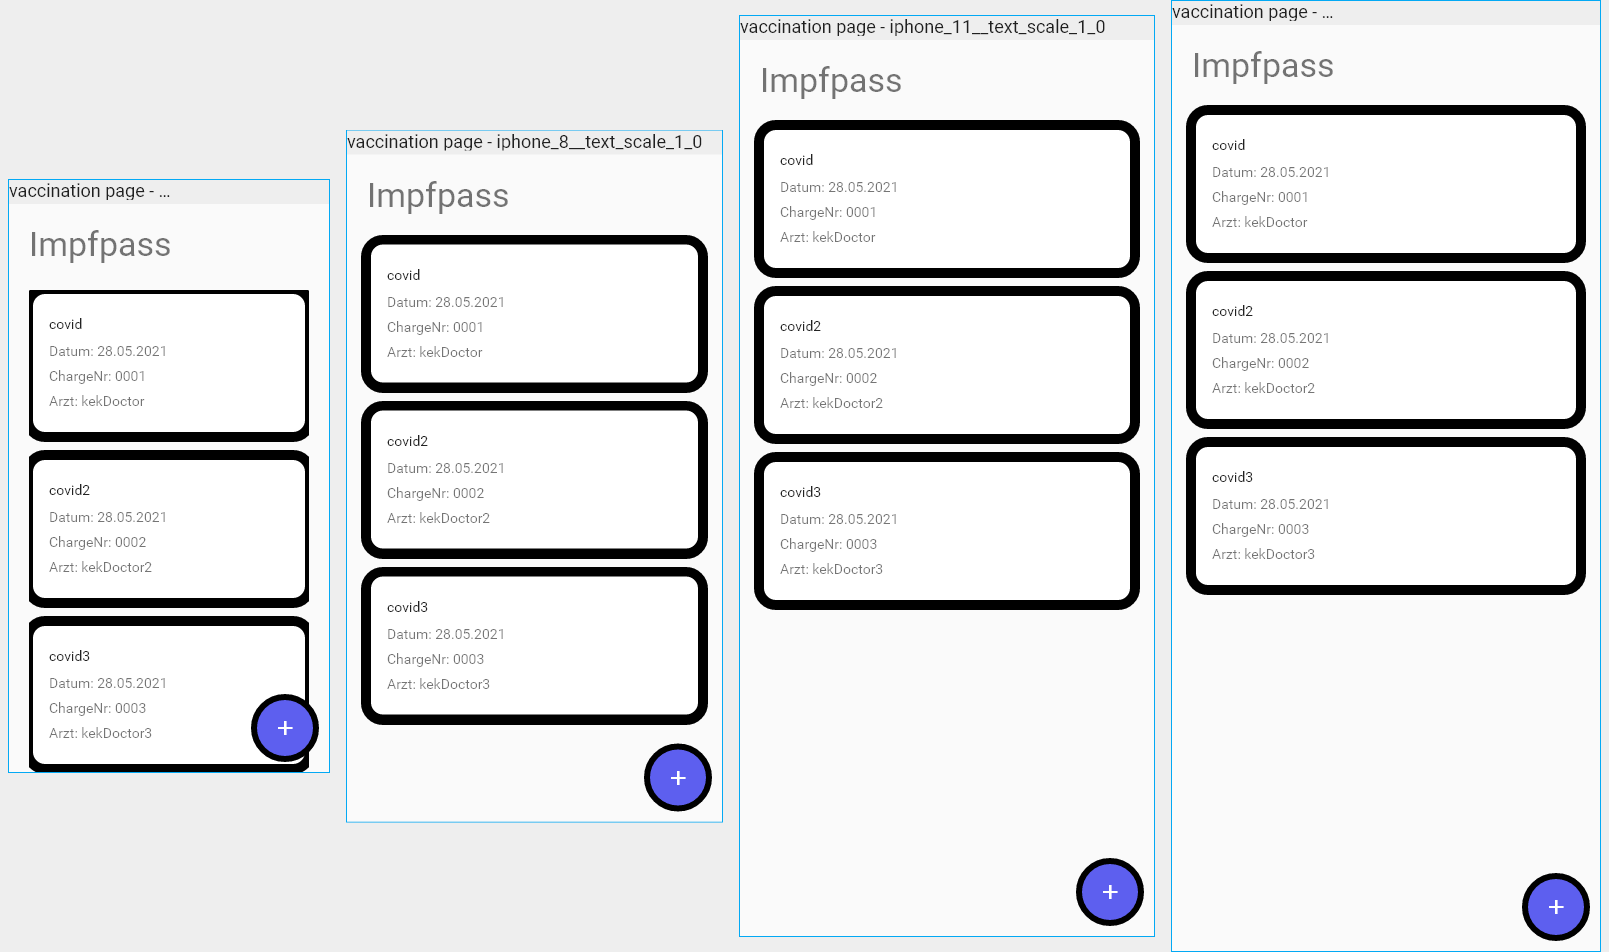 vaccination page - ...
Impfpass
covid
Datum: 28.05.2021
ChargeNr: 0001
Arzt: kekDoctor
covid2
Datum: 28.05.2021
ChargeNr: 0002
Arzt: kekDoctor2
covid3
Datum: 28.05.2021
ChargeNr: 0003
Arzt: kekDoctor3
+
vaccination page - iphone_8__text_scale_1_0
Impfpass
covid
Datum: 28.05.2021
ChargeNr: 0001
Arzt: kekDoctor
covid2
Datum: 28.05.2021
ChargeNr: 0002
Arzt: kekDoctor2
covid3
Datum: 28.05.2021
ChargeNr: 0003
Arzt: kekDoctor3
+
vaccination page - iphone_11__text_scale_1_0
Impfpass
covid
Datum: 28.05.2021
ChargeNr: 0001
Arzt: kekDoctor
covid2
Datum: 28.05.2021
ChargeNr: 0002
Arzt: kekDoctor2
covid3
Datum: 28.05.2021
ChargeNr: 0003
Arzt: kekDoctor3
+
vaccination page - ...
Impfpass
covid
Datum: 28.05.2021
ChargeNr: 0001
Arzt: kekDoctor
covid2
Datum: 28.05.2021
ChargeNr: 0002
Arzt: kekDoctor2
covid3
Datum: 28.05.2021
ChargeNr: 0003
Arzt: kekDoctor3
+